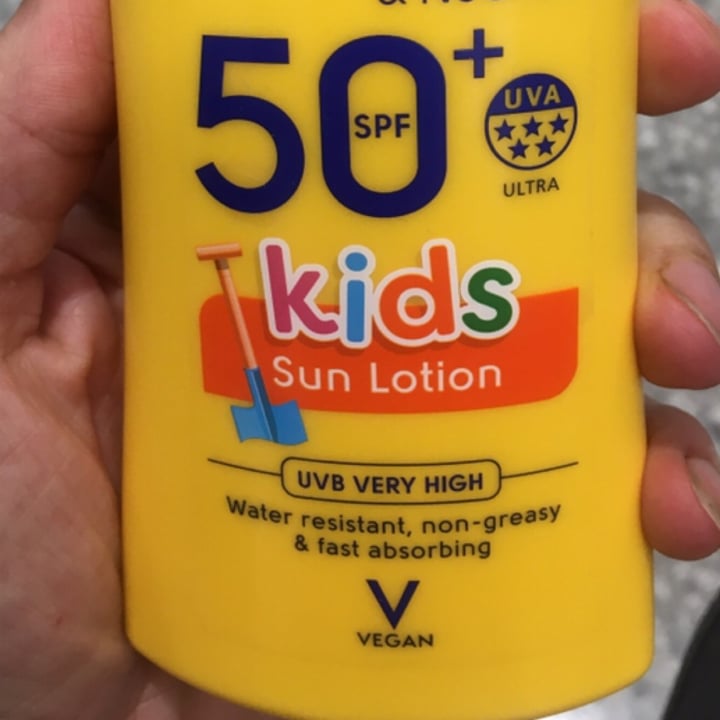 50+
SPF
UVA
ULTRA
kids
Sun Lotion
UVB VERY HIGH
Water resistant, non-greasy
& fast absorbing
V
VEGAN